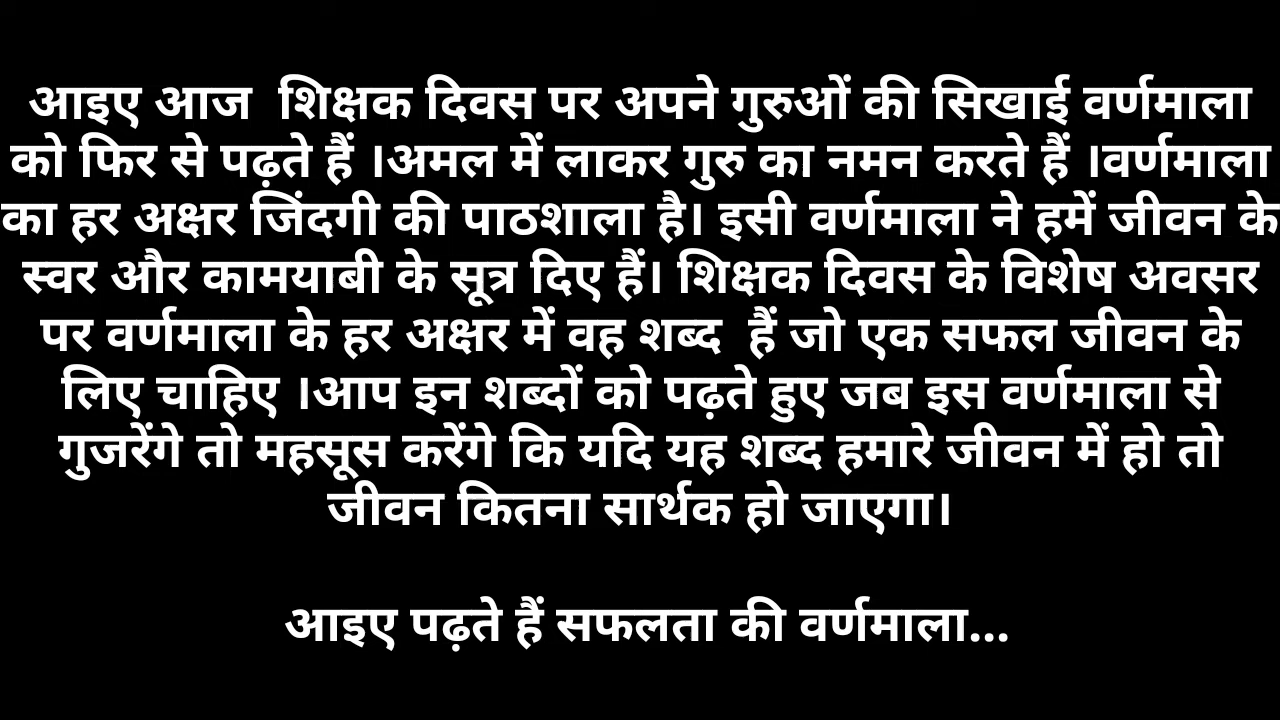 आइए आज  शिक्षक दिवस पर अपने गुरुओं की सिखाई वर्णमाला
को फिर से पढ़ते हैं ।अमल में लाकर गुरु का नमन करते हैं ।वर्णमाला
का हर अक्षर जिंदगी की पाठशाला है। इसी वर्णमाला ने हमें जीवन के
स्वर और कामयाबी के सूत्र दिए हैं। शिक्षक दिवस के विशेष अवसर
पर वर्णमाला के हर अक्षर में वह शब्द  हैं जो एक सफल जीवन के
लिए चाहिए ।आप इन शब्दों को पढ़ते हुए जब इस वर्णमाला से
गुजरेंगे तो महसूस करेंगे कि यदि यह शब्द हमारे जीवन में हो तो
जीवन कितना सार्थक हो जाएगा।
आइए पढ़ते हैं सफलता की वर्णमाला...